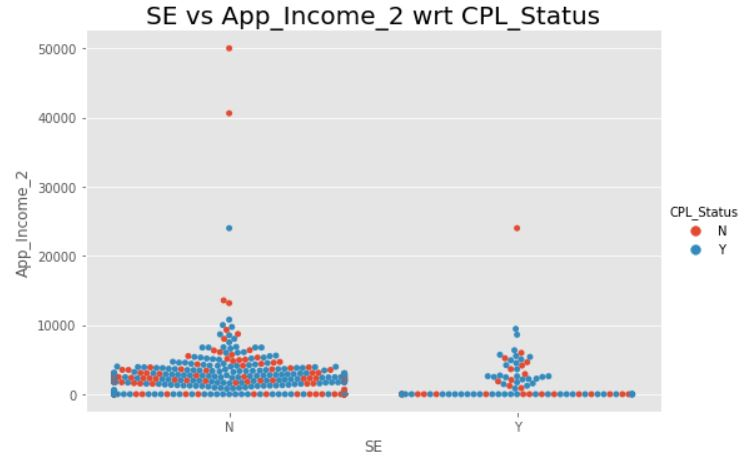 SE vs App_Income_2 wrt CPL_Status
50000
40000
30000
20000
10000
0
App_Income_2
N
Y
SE
CPL_Status
N
Y